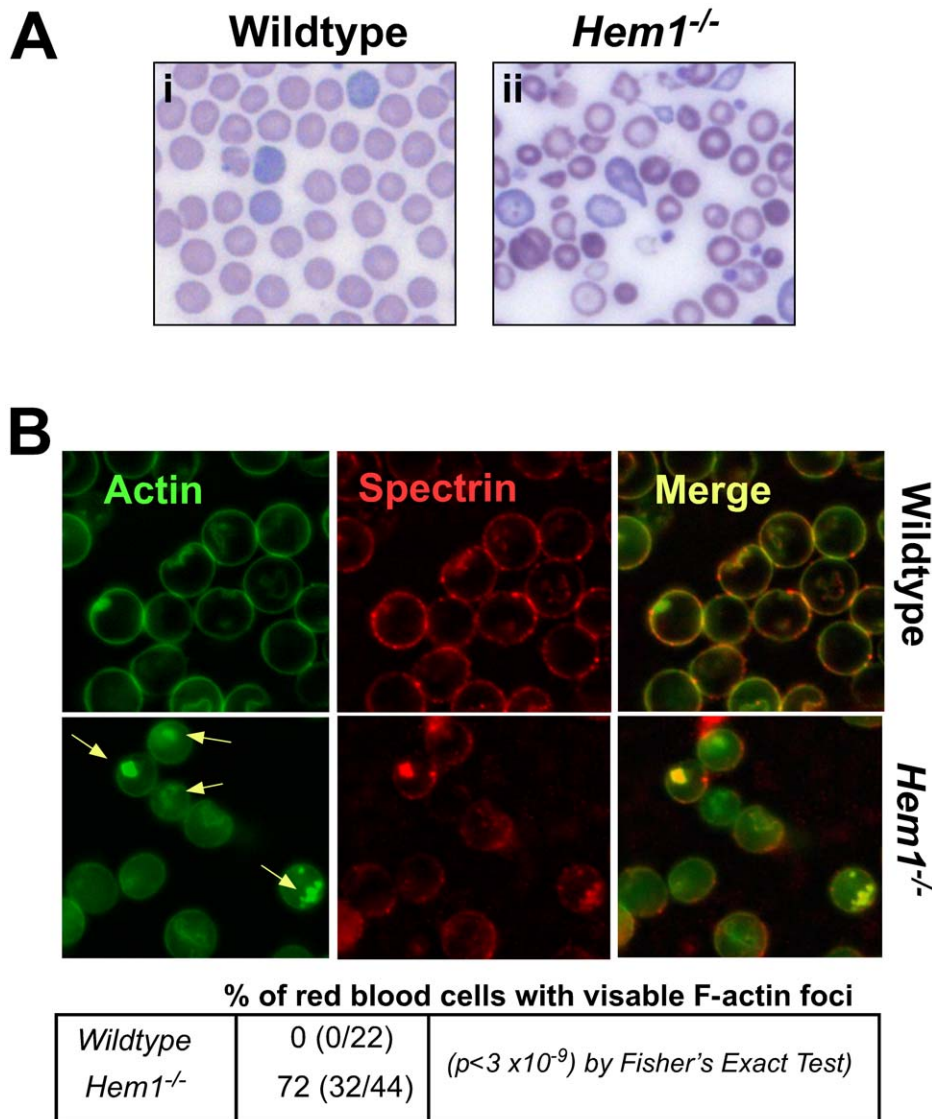 A
Wildtype
Hem1-/-
i
ii
B
Actin
Spectrin
Merge
Wildtype
Hem1-/-
% of red blood cells with visable F-actin foci
Wildtype 0 (0/22)
(p<3 x10-9) by Fisher's Exact Test)
Hem1-/- 72 (32/44)